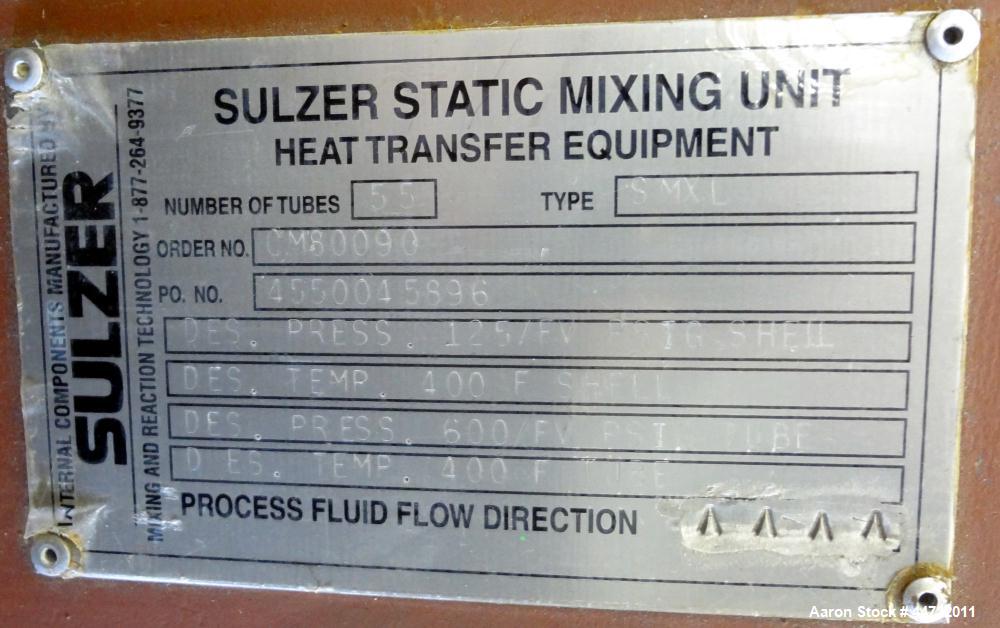 SULZER STATIC MIXING UNIT
HEAT TRANSFER EQUIPMENT
NUMBER OF TUBES 55 TYPE SMXL
ORDER NO. CM80090
PO. NO. 4550045896
DES. PRESS. 125/FV PSIG SHELL
DES. TEMP. 400 F SHELL
DES. PRESS. 600/FV PSI. TUBES
DES. TEMP. 400 F TUBE
PROCESS FLUID FLOW DIRECTION
INTERNAL COMPONENTS MANUFACTURED BY
SULZER
MIXING AND REACTION TECHNOLOGY 1-877-264-9377
Aaron Stock #